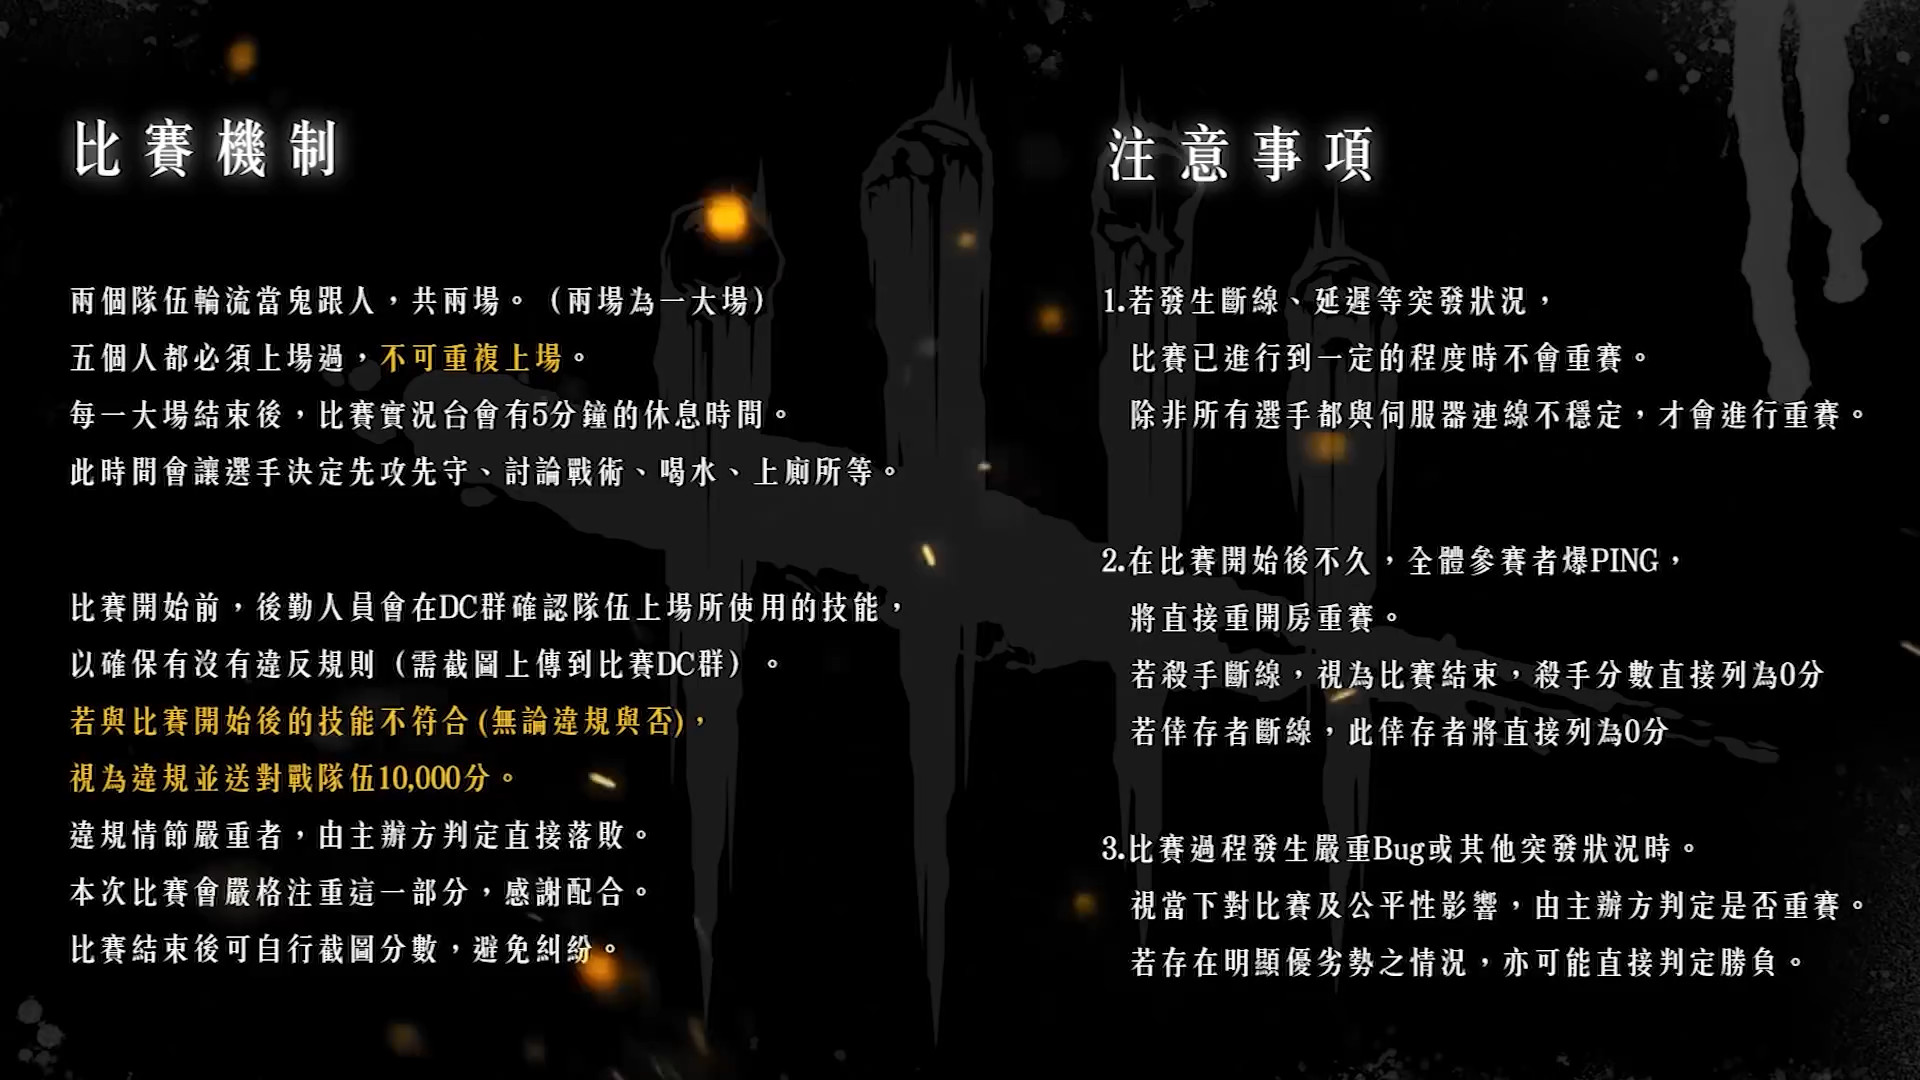 比賽機制
兩個隊伍輪流當鬼跟人，共兩場。（兩場為一大場）
五個人都必須上場過，不可重複上場。
每一大場結束後，比賽實況台會有5分鐘的休息時間。
此時間會讓選手決定先攻先守、討論戰術、喝水、上廁所等。
比賽開始前，後勤人員會在DC群確認隊伍上場所使用的技能，
以確保有沒有違反規則（需截圖上傳到比賽DC群）。
若與比賽開始後的技能不符合(無論違規與否)，
視為違規並送對戰隊伍10,000分。
違規情節嚴重者，由主辦方判定直接落敗。
本次比賽會嚴格注重這一部分，感謝配合。
比賽結束後可自行截圖分數，避免糾紛。
注意事項
1.若發生斷線、延遲等突發狀況，
比賽已進行到一定的程度時不會重賽。
除非所有選手都與伺服器連線不穩定，才會進行重賽。
2.在比賽開始後不久，全體參賽者爆PING，
將直接重開房重賽。
若殺手斷線，視為比賽結束，殺手分數直接列為0分
若倖存者斷線，此倖存者將直接列為0分
3.比賽過程發生嚴重Bug或其他突發狀況時。
視當下對比賽及公平性影響，由主辦方判定是否重賽。
若存在明顯優劣勢之情況，亦可能直接判定勝負。